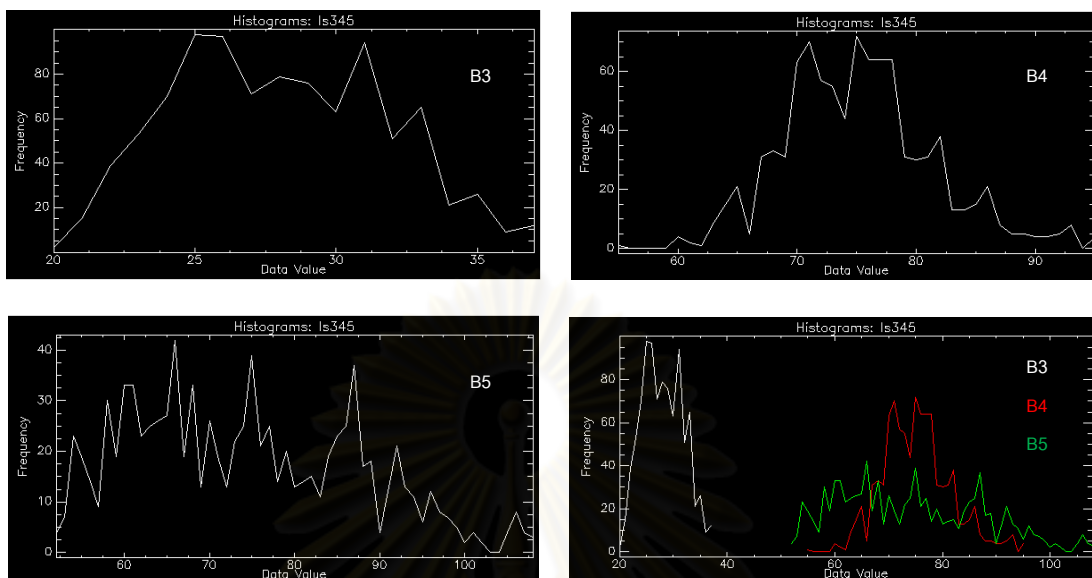 Histograms: ls345
B3
Frequency
80
60
40
20
20 25 30 35
Data Value
Histograms: ls345
B4
Frequency
60
40
20
0
60 70 80 90
Data Value
Histograms: ls345
B5
Frequency
40
30
20
10
0
60 70 80 90 100
Data Value
Histograms: ls345
B3
B4
B5
Frequency
80
60
40
20
0
20 40 60 80 100
Data Value